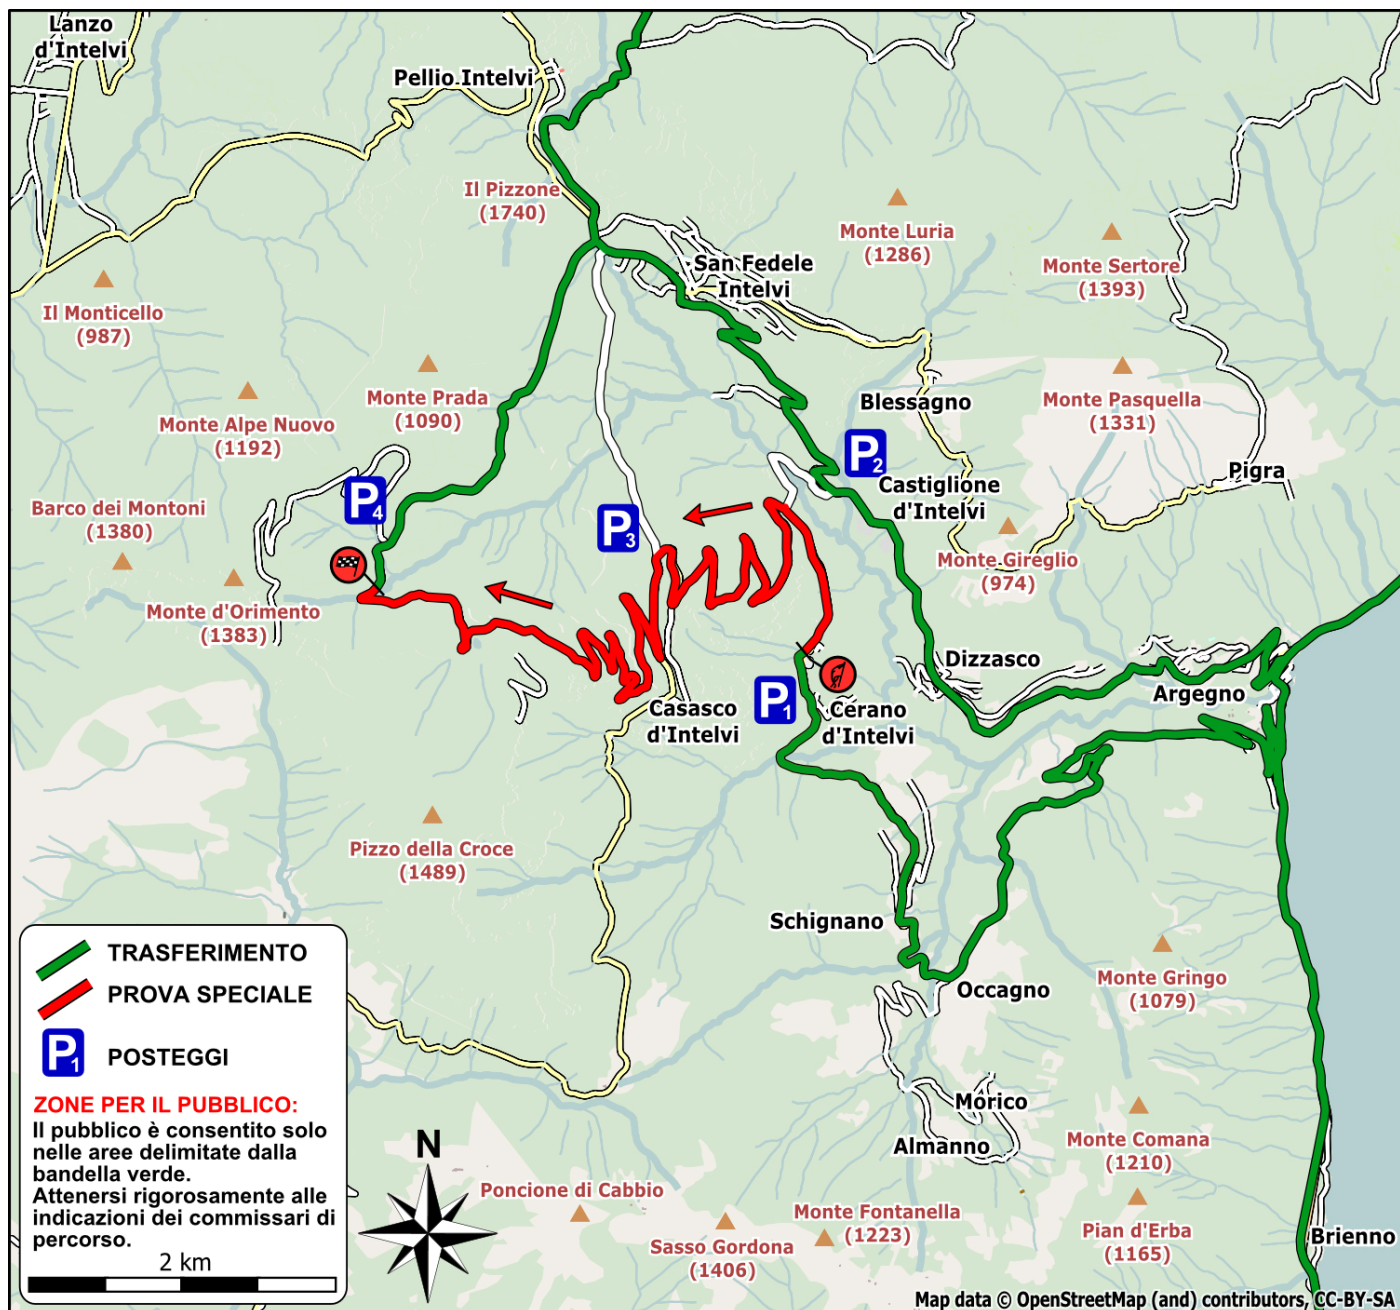 Lanzo
d'Intelvi
Pellio Intelvi
Il Pizzone
(1740)
Monte Luria
(1286)
Monte Sertore
(1393)
San Fedele
Intelvi
Il Monticello
(987)
Monte Prada
(1090)
Monte Alpe Nuovo
(1192)
Blessagno
Monte Pasquella
(1331)
Pigra
P2
Castiglione
d'Intelvi
P4
P3
Barco dei Montoni
(1380)
Monte Gireglio
(974)
Monte d'Orimento
(1383)
Dizzasco
Argegno
P1
Casasco
d'Intelvi
Cerano
d'Intelvi
Pizzo della Croce
(1489)
Schignano
Occagno
Monte Gringo
(1079)
Morico
Almanno
Monte Comana
(1210)
Poncione di Cabbio
Sasso Gordona
(1406)
Monte Fontanella
(1223)
Pian d'Erba
(1165)
Brienno
TRASFERIMENTO
PROVA SPECIALE
P1
POSTEGGI
ZONE PER IL PUBBLICO:
Il pubblico è consentito solo
nelle aree delimitate dalla
bandella verde.
Attenersi rigorosamente alle
indicazioni dei commissari di
percorso.
2 km
N
Map data © OpenStreetMap (and) contributors, CC-BY-SA